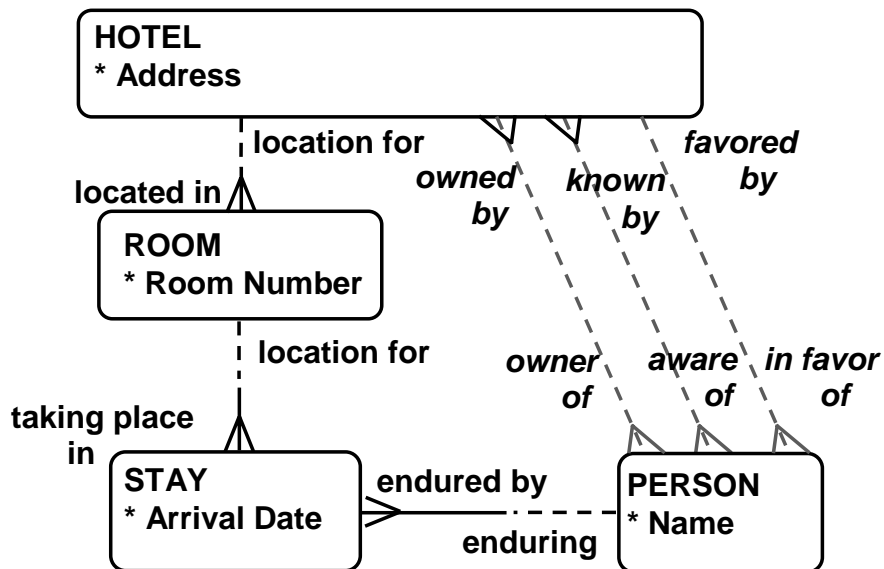 HOTEL
* Address
location for
favored
by
owned
by
known
by
located in
ROOM
* Room Number
location for
owner
of
aware
of
in favor
of
taking place
in
STAY
* Arrival Date
endured by
enduring
PERSON
* Name